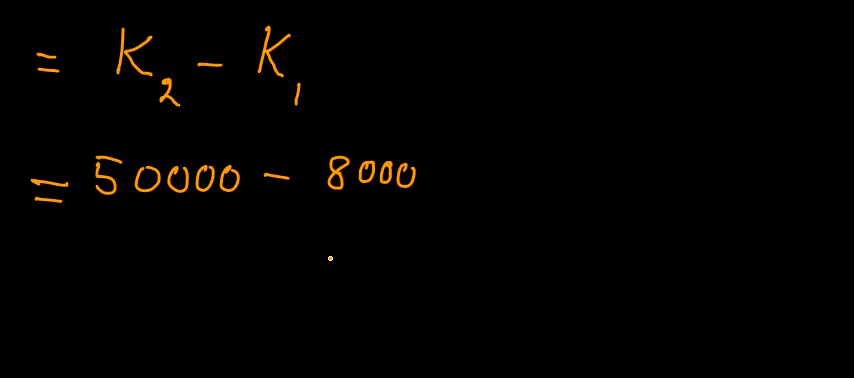 = K₂ - K₁
= 50000 - 8000